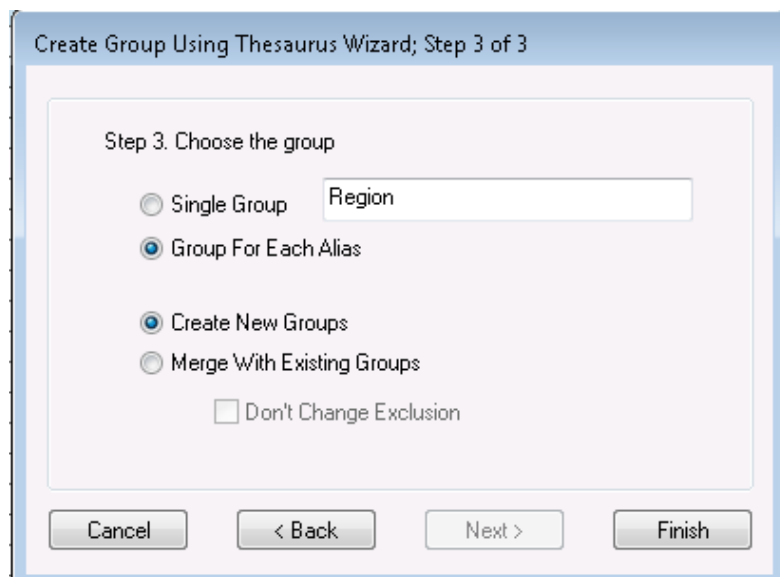 Create Group Using Thesaurus Wizard; Step 3 of 3
Step 3. Choose the group
Single Group Region
Group For Each Alias
Create New Groups
Merge With Existing Groups
Don't Change Exclusion
Cancel < Back Next > Finish